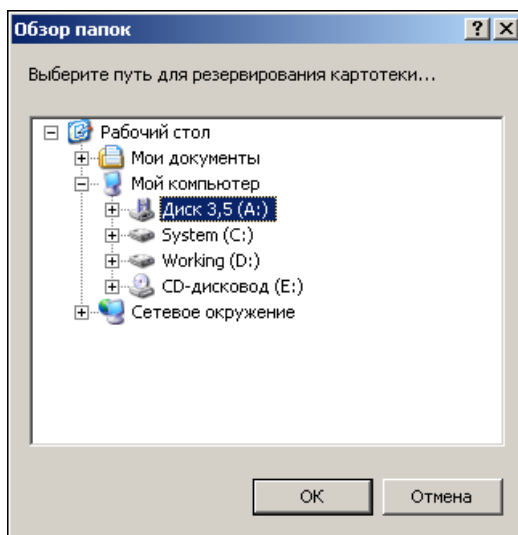 Обзор папок
Выберите путь для резервирования картотеки...
Рабочий стол
Мои документы
Мой компьютер
Диск 3,5 (A:)
System (C:)
Working (D:)
CD-дисковод (E:)
Сетевое окружение
ОК Отмена